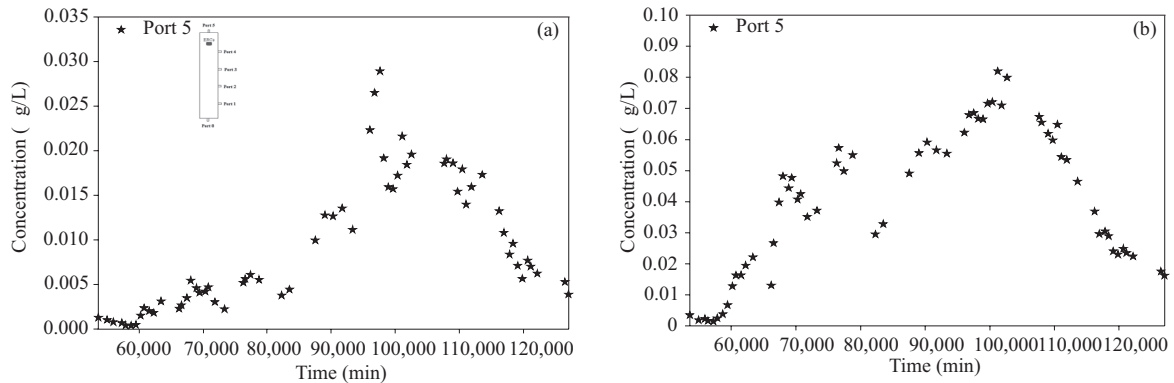 Port 5
(a)
0.035
0.030
0.025
0.020
0.015
0.010
0.005
0.000
60,000 70,000 80,000 90,000 100,000 110,000 120,000
Concentration ( g/L)
Time (min)
Port 5
Port 4
Port 3
Port 2
Port 1
Port 0
Port 5
(b)
0.10
0.09
0.08
0.07
0.06
0.05
0.04
0.03
0.02
0.01
0
60,000 70,000 80,000 90,000 100,000 110,000 120,000
Concentration ( g/L)
Time (min)